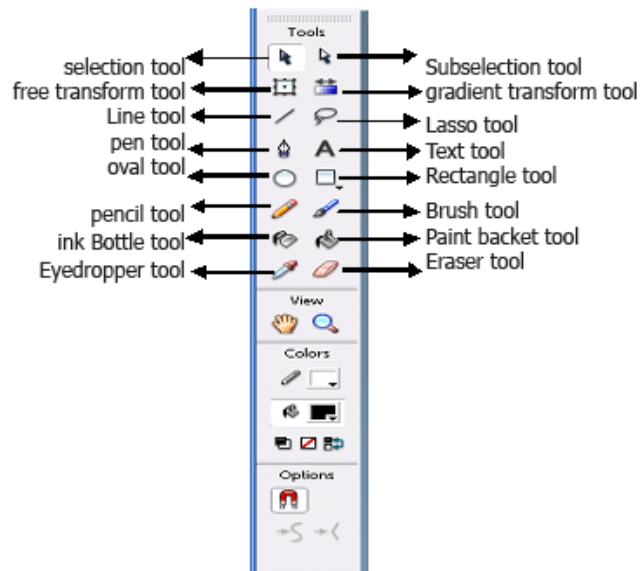 Tools
selection tool
Subselection tool
free transform tool
gradient transform tool
Line tool
Lasso tool
pen tool
Text tool
oval tool
Rectangle tool
pencil tool
Brush tool
ink Bottle tool
Paint backet tool
Eyedropper tool
Eraser tool
View
Colors
Options